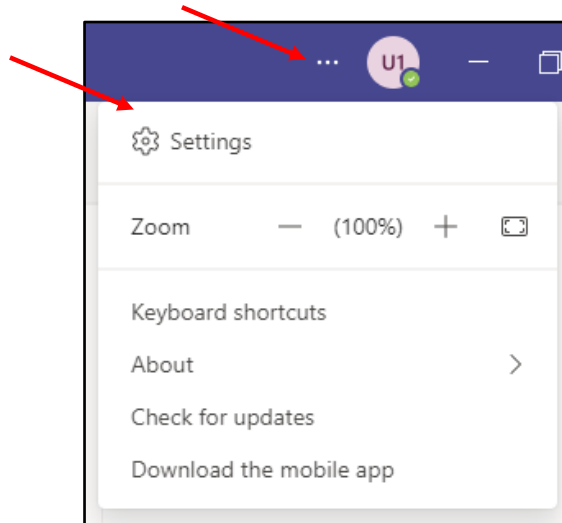 U1
Settings
Zoom (100%)
Keyboard shortcuts
About
Check for updates
Download the mobile app